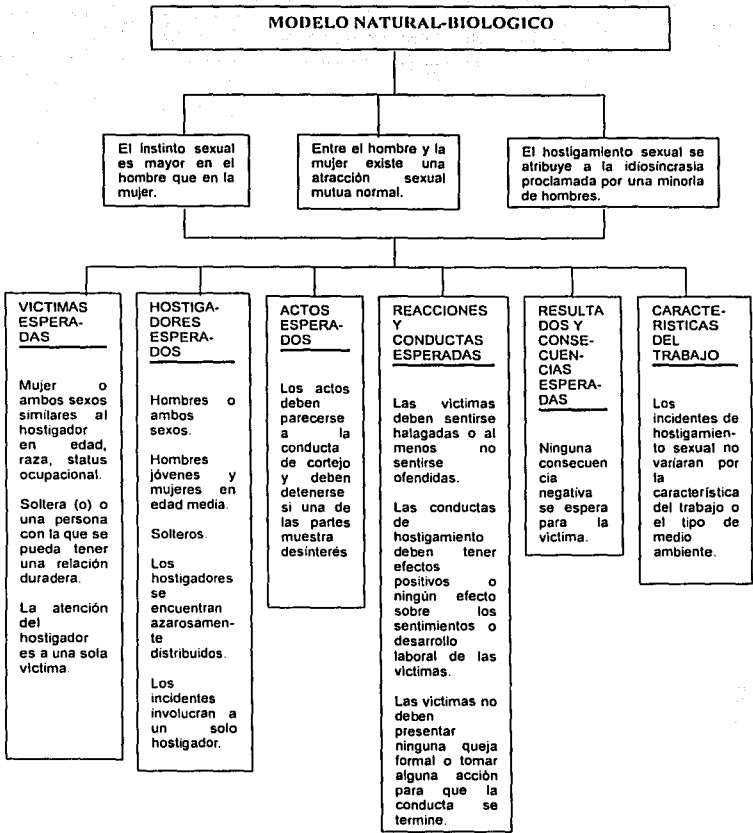 MODELO NATURAL-BIOLOGICO
El instinto sexual
es mayor en el
hombre que en la
mujer.
Entre el hombre y la
mujer existe una
atracción sexual
mutua normal.
El hostigamiento sexual se
atribuye a la idiosíncrasia
proclamada por una minoría
de hombres.
VICTIMAS
ESPERA-
DAS
Mujer o
ambos sexos
similares al
hostigador
en edad,
raza, status
ocupacional.
Soltera (o) o
una persona
con la que se
pueda tener
una relación
duradera.
La atención
del
hostigador
es a una sola
víctima.
HOSTIGA-
DORES
ESPERA-
DOS
Hombres o
ambos
sexos.
Hombres
jóvenes y
mujeres en
edad media.
Solteros.
Los
hostigadores
se
encuentran
azarosamen-
te
distribuidos.
Los
incidentes
involucran a
un solo
hostigador.
ACTOS
ESPERA-
DOS
Los actos
deben
parecerse
a la
conducta
de cortejo
y deben
detenerse
si una de
las partes
muestra
desinterés
REACCIONES
Y
CONDUCTAS
ESPERADAS
Las víctimas
deben sentirse
halagadas o al
menos no
sentirse
ofendidas.
Las conductas
de
hostigamiento
deben tener
efectos
positivos o
ningún efecto
sobre los
sentimientos o
desarrollo
laboral de las
víctimas.
Las víctimas no
deben
presentar
ninguna queja
formal o tomar
alguna acción
para que la
conducta se
termine.
RESULTA
DOS Y
CONSE-
CUEN-
CIAS
ESPERA-
DAS
Ninguna
consecuen
cia
negativa
se espera
para la
víctima.
CARACTE-
RISTICAS
DEL
TRABAJO
Los
incidentes de
hostigamien-
to sexual no
variaran por
la
característica
del trabajo o
el tipo de
medio
ambiente.